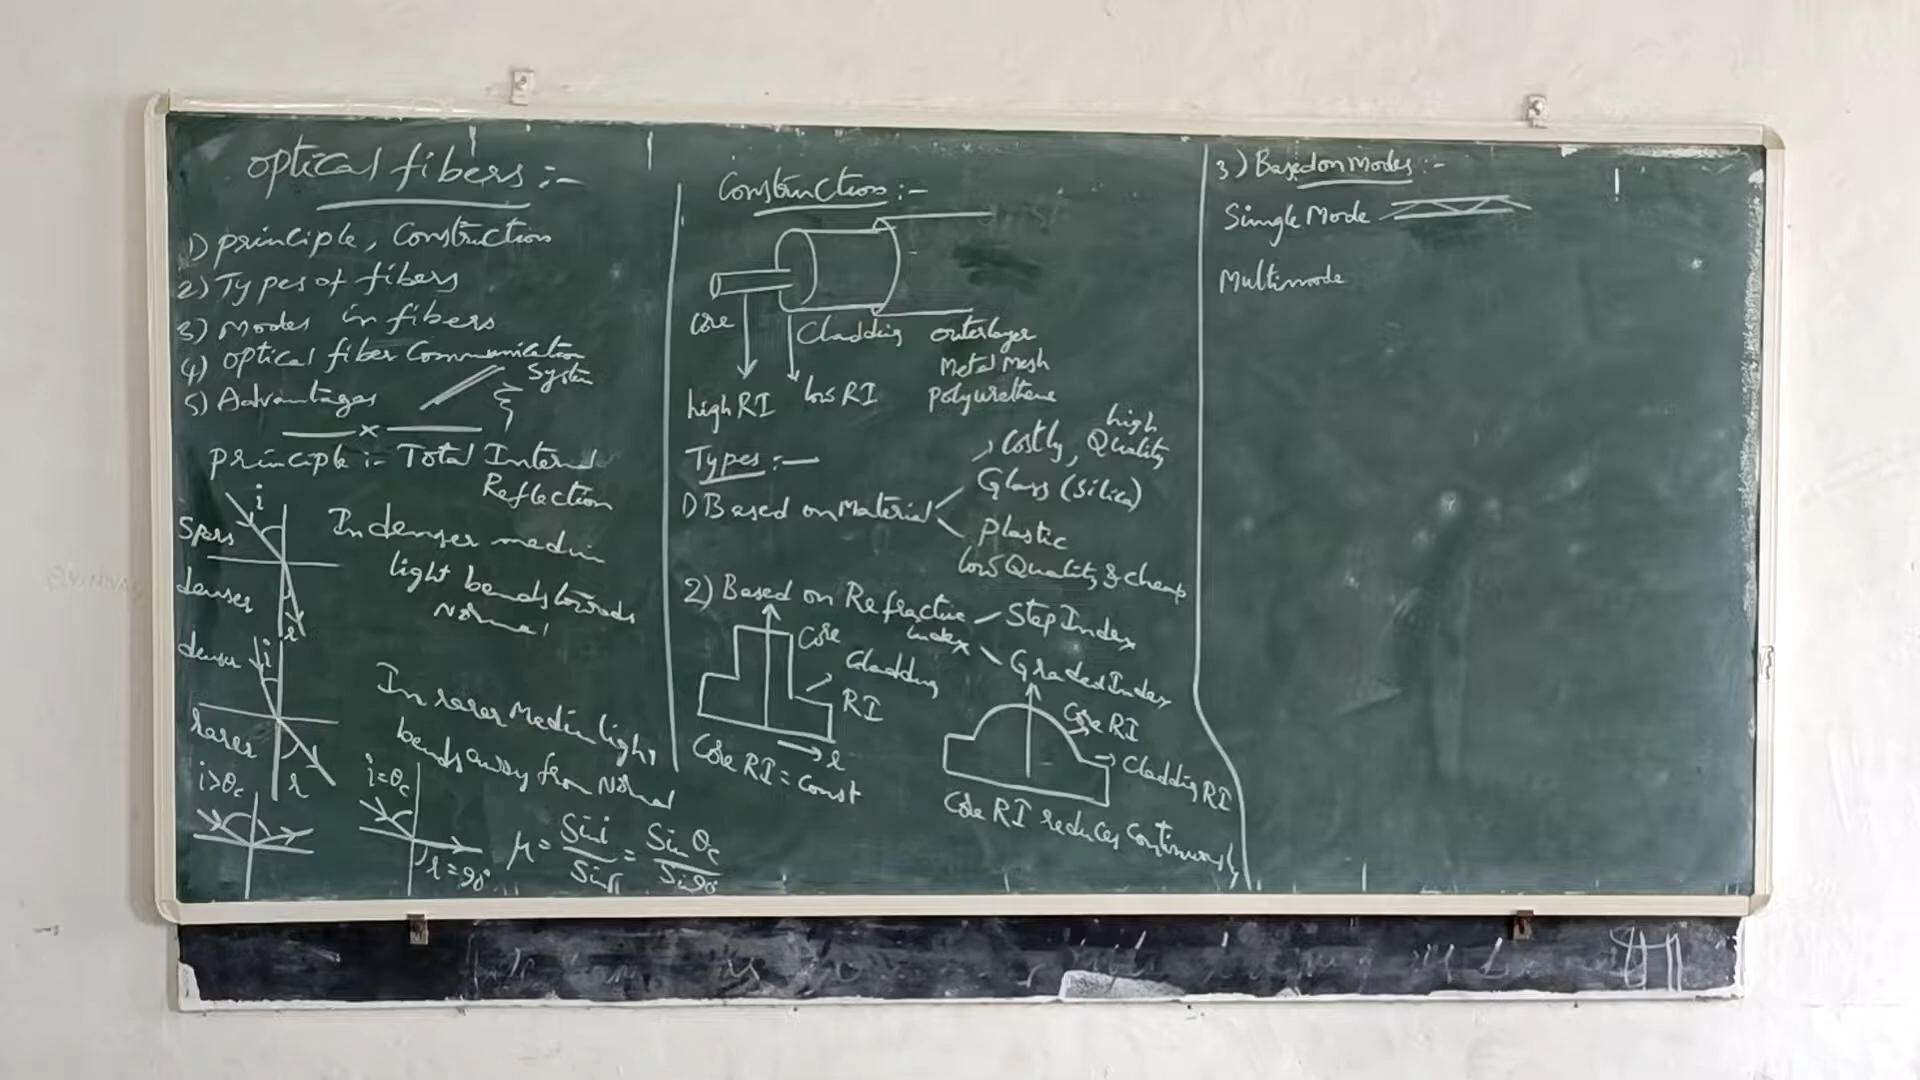 optical fibers :-
1) principle, Construction
2) Types of fibers
3) Modes in fibers
4) optical fiber Communication
System
5) Advantages
x
principle :- Total Internal
Reflection
i
denser
r
In denser medium
light bends towards
Normal
denser
i
rarer
r
In rarer Medium light
bends away from Normal
i>θc
i=θc
r=90°
μ = Sin i / Sin r = Sin θc / Sin 90°
Construction :-
Core
Cladding
outer layer
Metal Mesh
polyurethene
high RI
low RI
Types :-
1) Based on Material
Costly, high Quality
Glass (Silica)
Plastic
low Quality & cheap
2) Based on Refractive index
Step Index
Graded Index
Core
Cladding
RI
r
Core RI = Const
Core RI
Cladding RI
Core RI reduces continuously
3) Based on Modes :-
Single Mode
Multimode